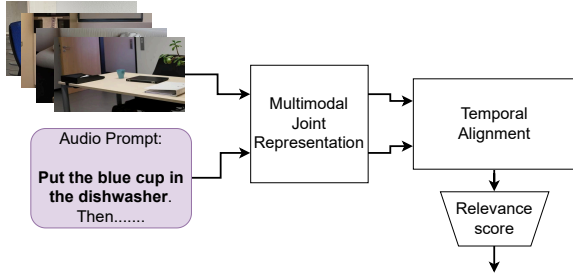 Audio Prompt:
Put the blue cup in
the dishwasher.
Then.......
Multimodal
Joint
Representation
Temporal
Alignment
Relevance
score